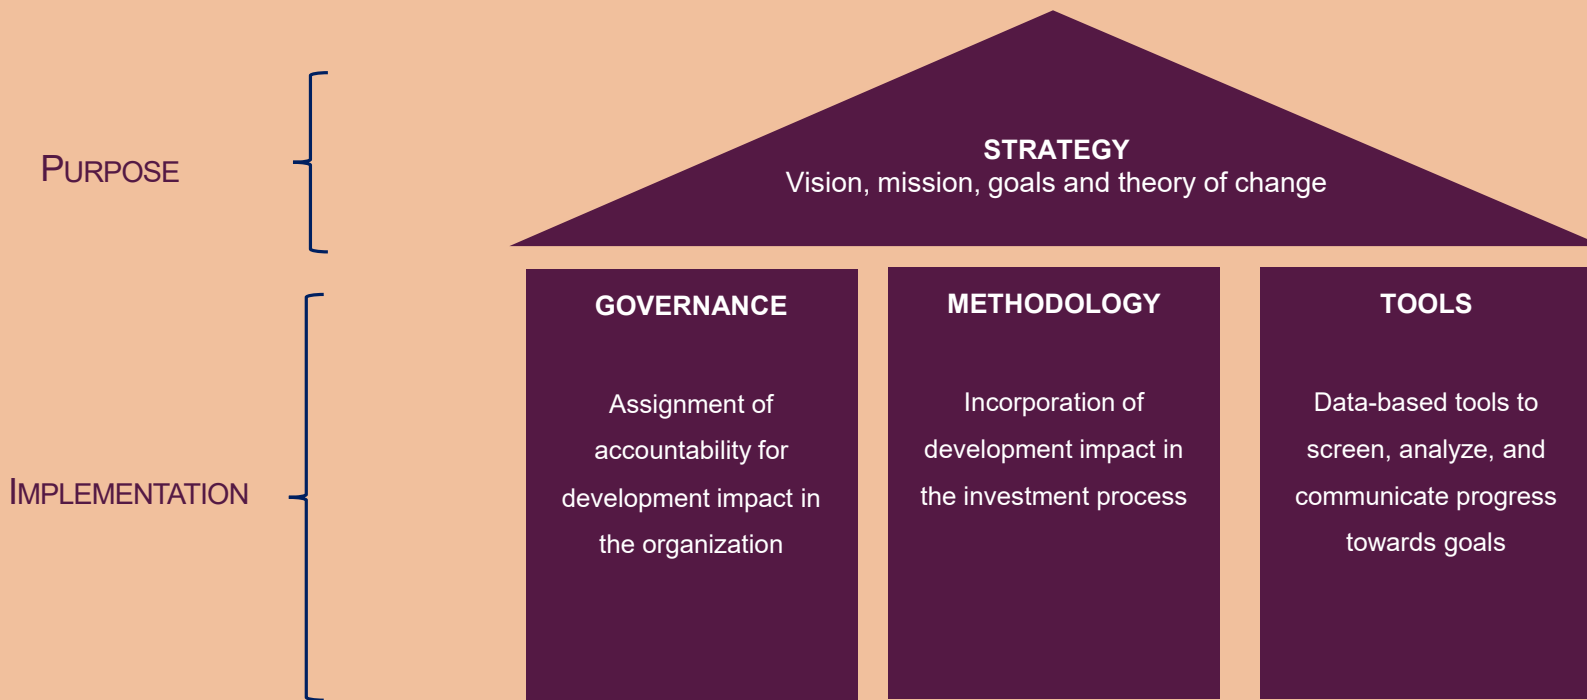 PURPOSE
STRATEGY
Vision, mission, goals and theory of change
IMPLEMENTATION
GOVERNANCE
Assignment of
accountability for
development impact in
the organization
METHODOLOGY
Incorporation of
development impact in
the investment process
TOOLS
Data-based tools to
screen, analyze, and
communicate progress
towards goals